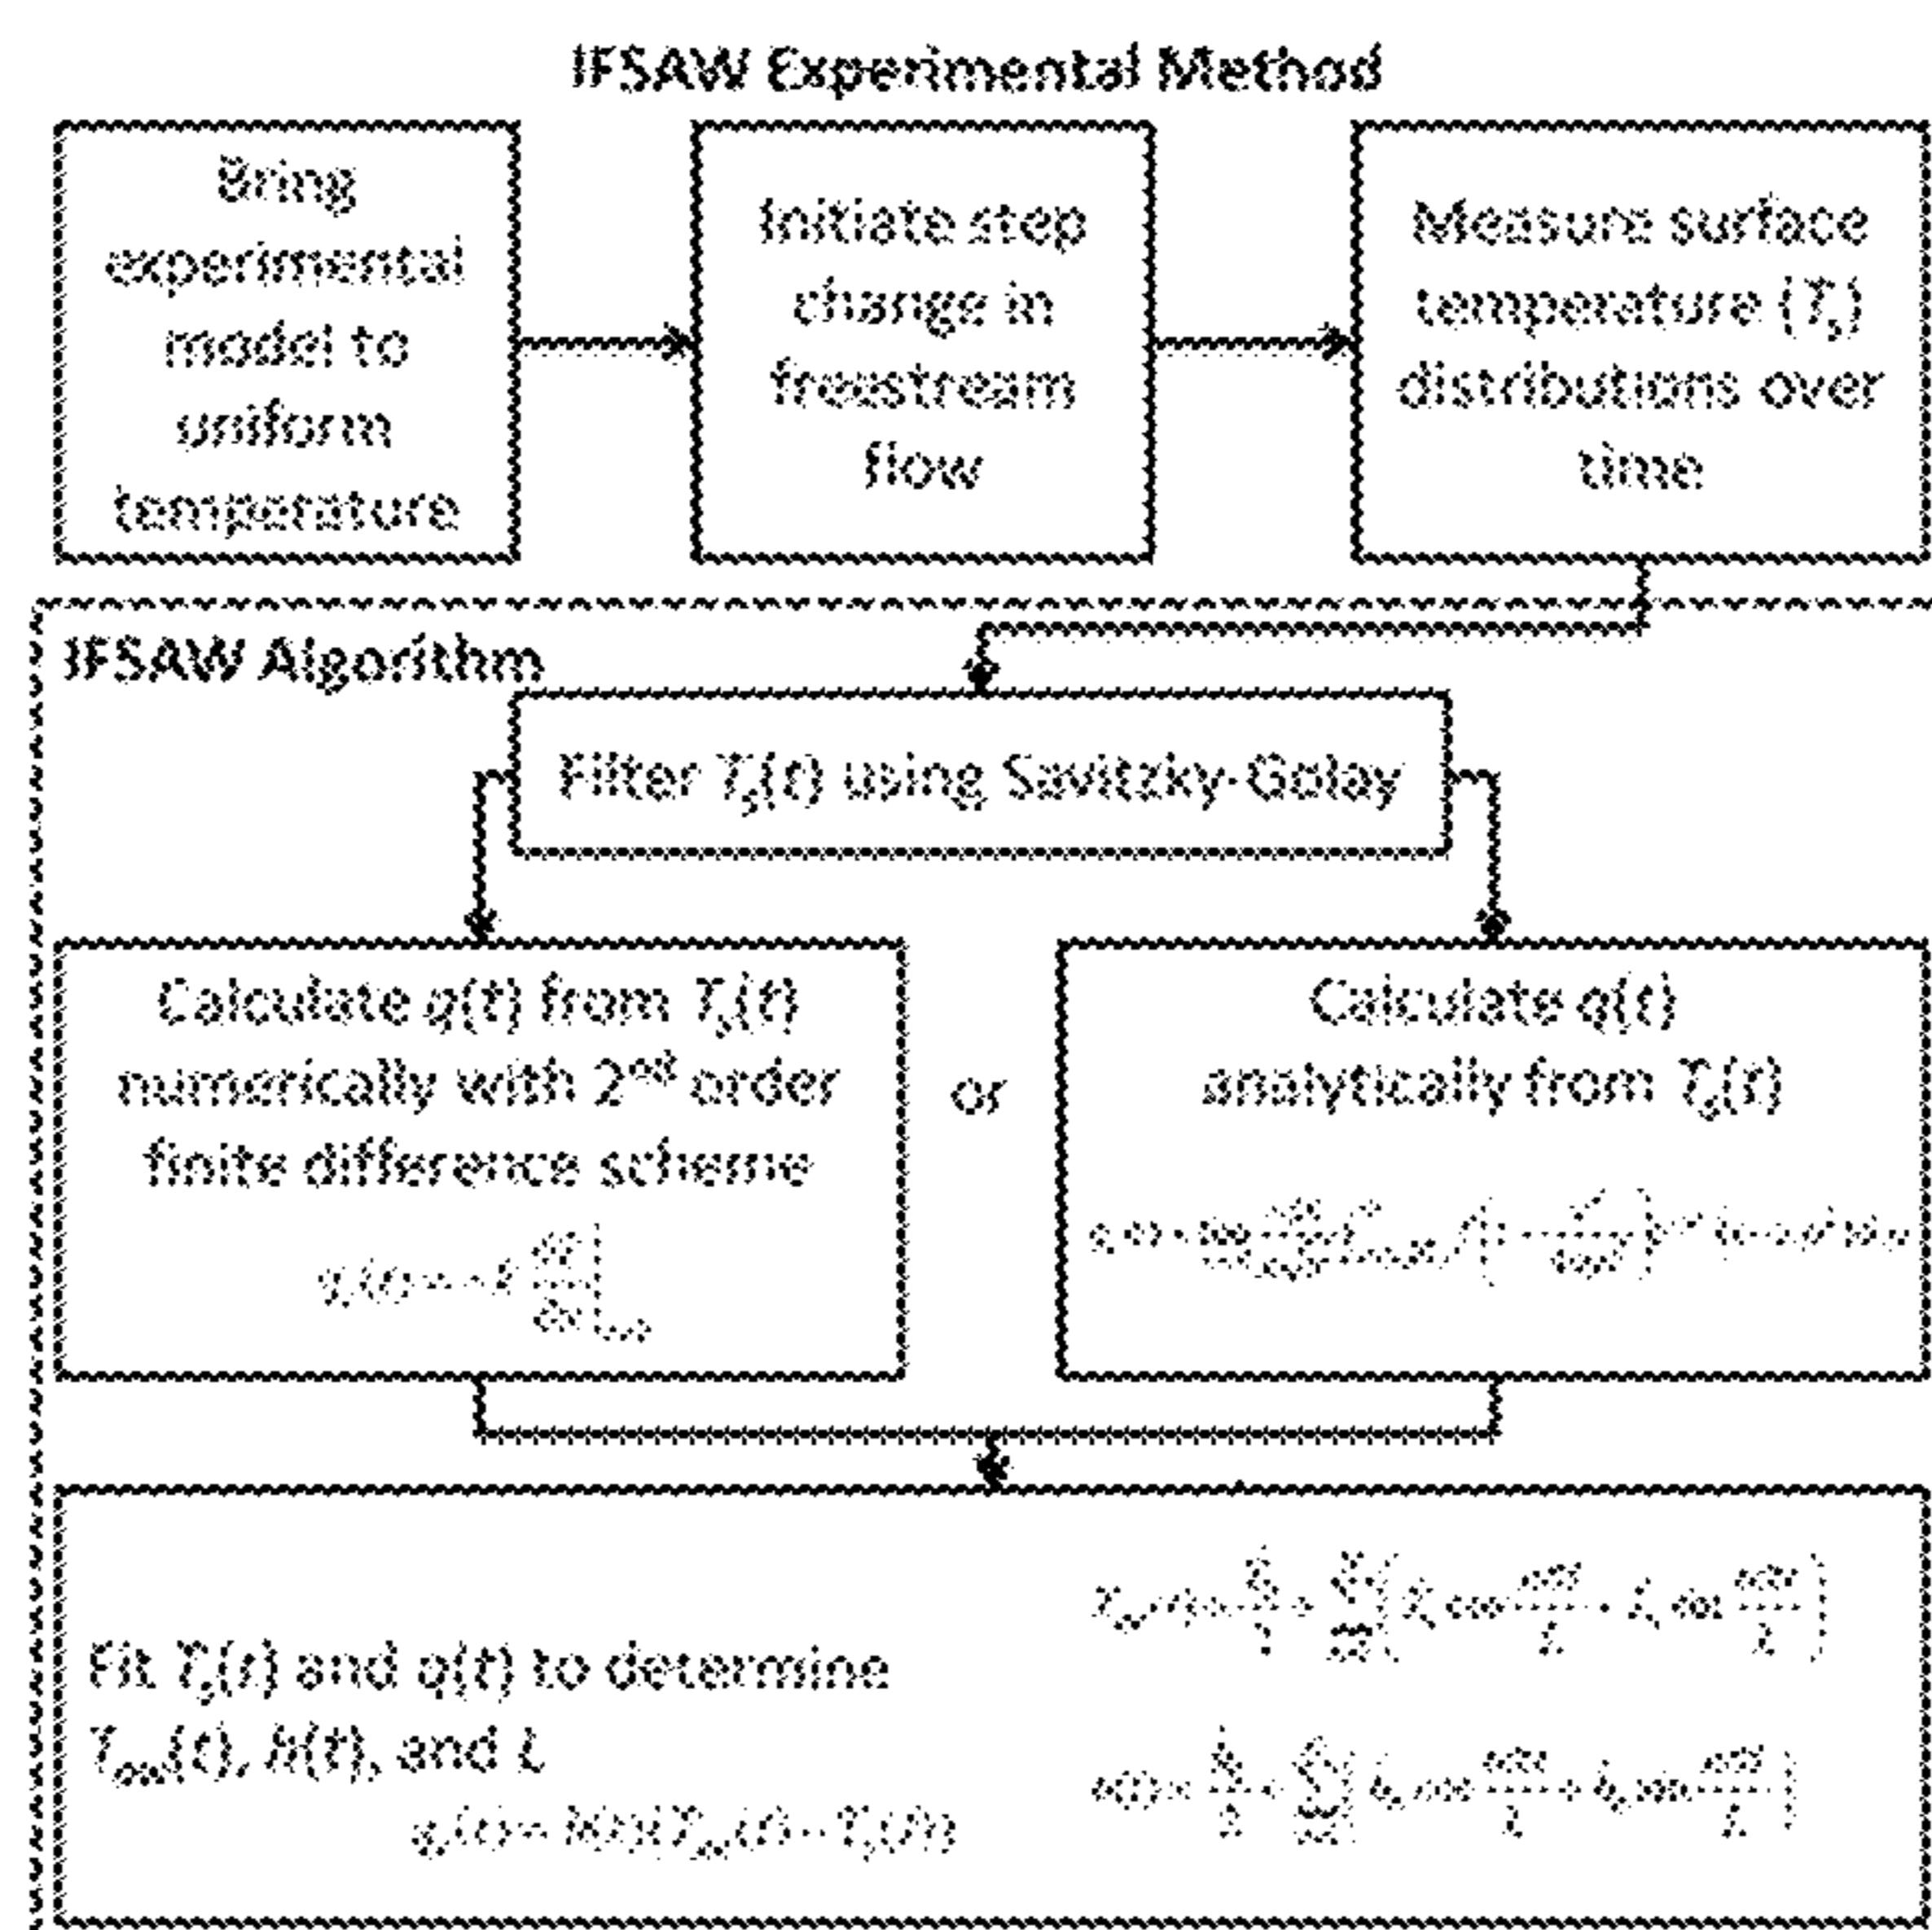 IFSAW Experimental Method
Bring
experimental
model to
uniform
temperature
Initiate step
change in
freestream
flow
Measure surface
temperature (Tₛ)
distributions over
time
IFSAW Algorithm
Filter Tₛ(t) using Savitzky-Golay
Calculate q(t) from Tₛ(t)
numerically with 2ⁿᵈ order
finite difference scheme
or
Calculate q(t)
analytically from Tₛ(t)
Fit Tₛ(t) and q(t) to determine
T∞(t), h(t), and L